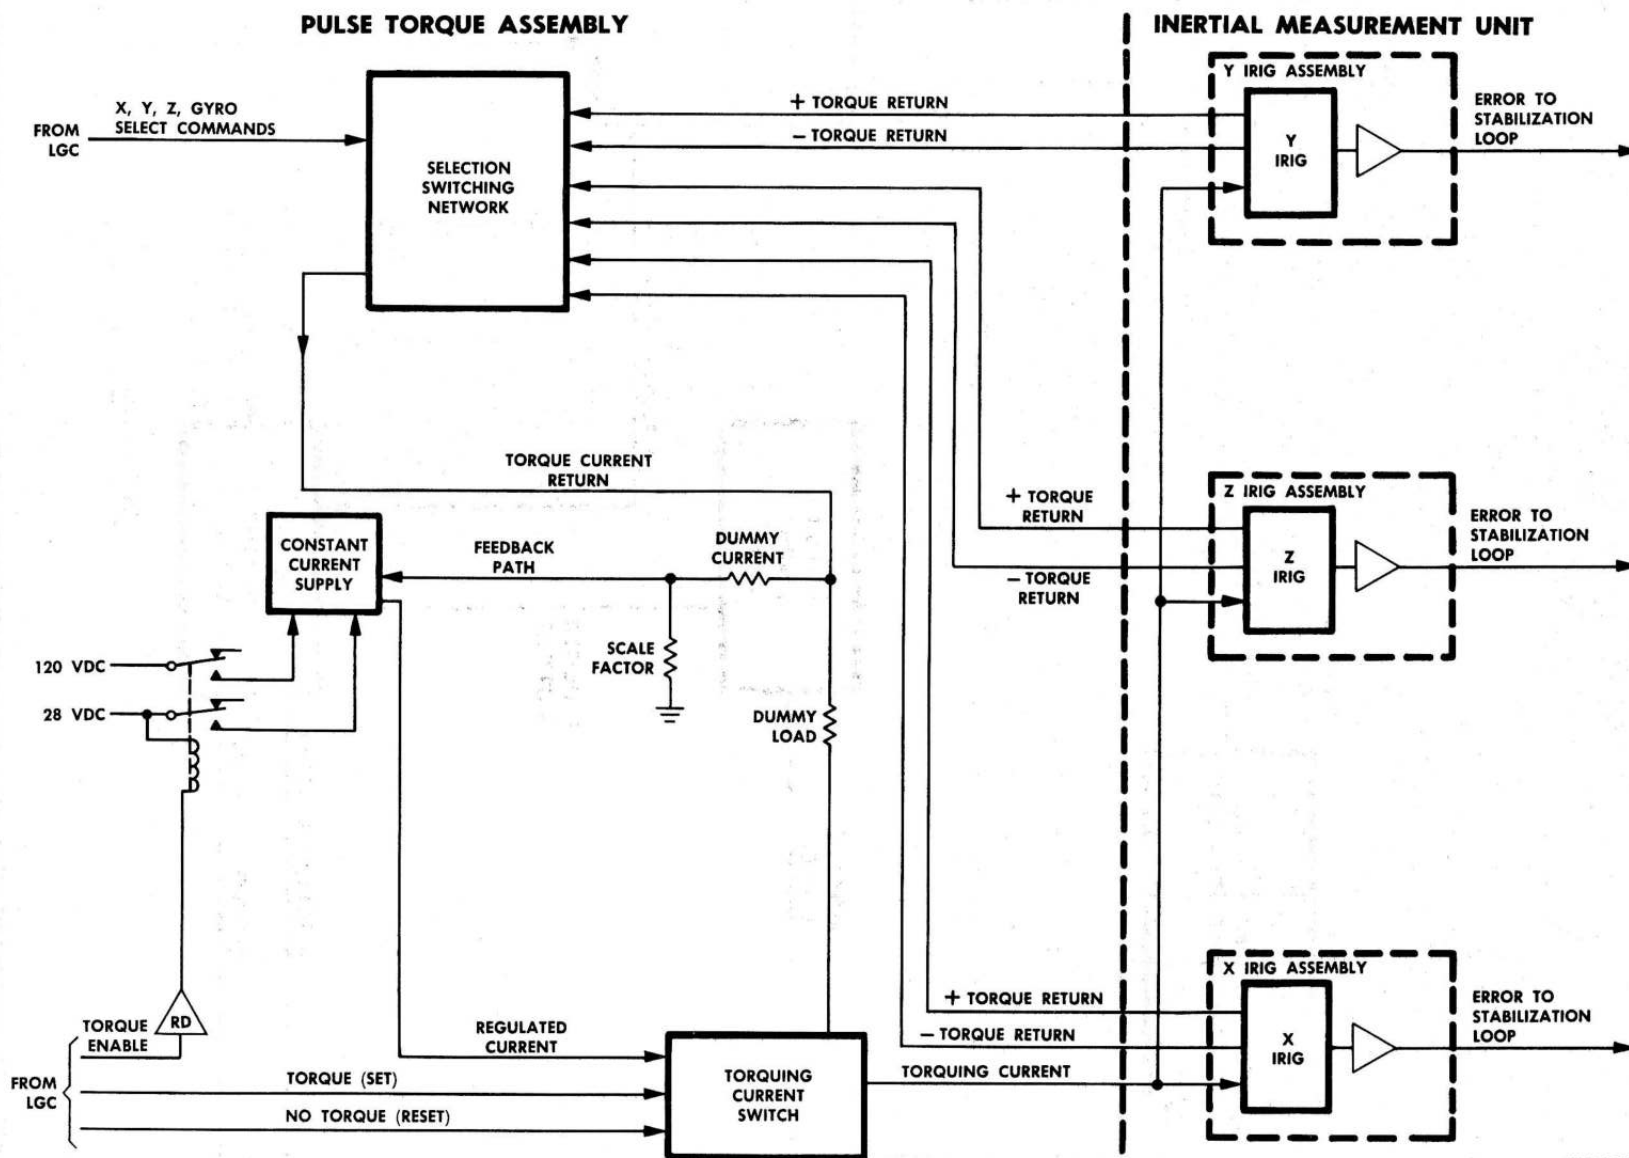 PULSE TORQUE ASSEMBLY
INERTIAL MEASUREMENT UNIT
FROM
LGC
X, Y, Z, GYRO
SELECT COMMANDS
SELECTION
SWITCHING
NETWORK
+ TORQUE RETURN
− TORQUE RETURN
Y IRIG ASSEMBLY
Y
IRIG
ERROR TO
STABILIZATION
LOOP
TORQUE CURRENT
RETURN
CONSTANT
CURRENT
SUPPLY
FEEDBACK
PATH
DUMMY
CURRENT
SCALE
FACTOR
DUMMY
LOAD
120 VDC
28 VDC
+ TORQUE
RETURN
− TORQUE
RETURN
Z IRIG ASSEMBLY
Z
IRIG
ERROR TO
STABILIZATION
LOOP
RD
TORQUE
ENABLE
FROM
LGC
REGULATED
CURRENT
TORQUE (SET)
NO TORQUE (RESET)
TORQUING
CURRENT
SWITCH
+ TORQUE RETURN
− TORQUE RETURN
TORQUING CURRENT
X IRIG ASSEMBLY
X
IRIG
ERROR TO
STABILIZATION
LOOP